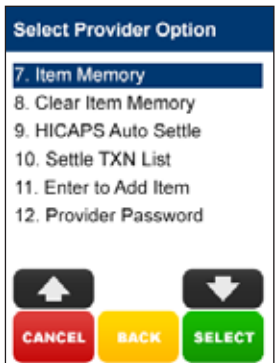 Select Provider Option
7. Item Memory
8. Clear Item Memory
9. HICAPS Auto Settle
10. Settle TXN List
11. Enter to Add Item
12. Provider Password
CANCEL BACK SELECT